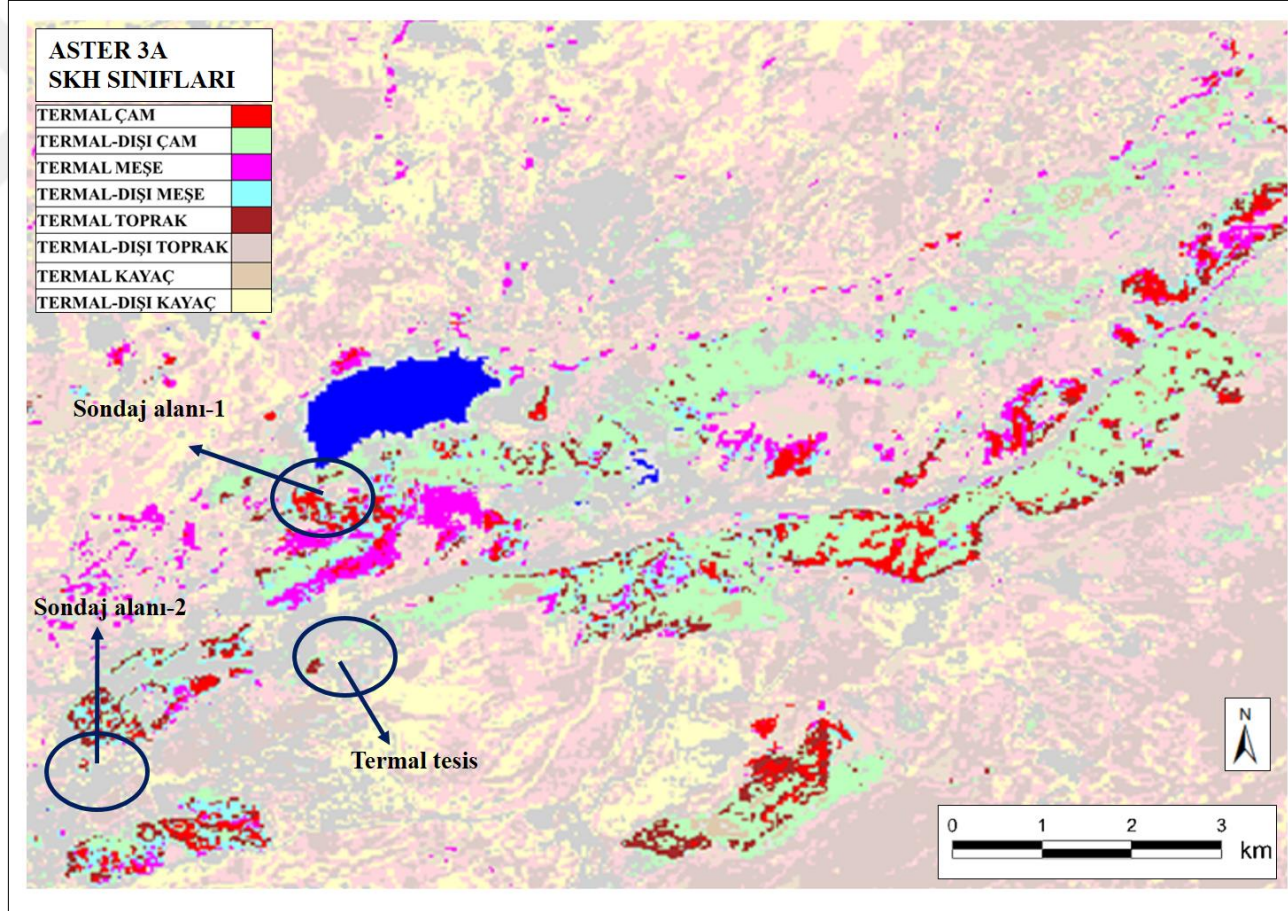 ASTER 3A
SKH SINIFLARI
TERMAL ÇAM
TERMAL-DIŞI ÇAM
TERMAL MEŞE
TERMAL-DIŞI MEŞE
TERMAL TOPRAK
TERMAL-DIŞI TOPRAK
TERMAL KAYAÇ
TERMAL-DIŞI KAYAÇ
Sondaj alanı-1
Sondaj alanı-2
Termal tesis
N
0 1 2 3
km